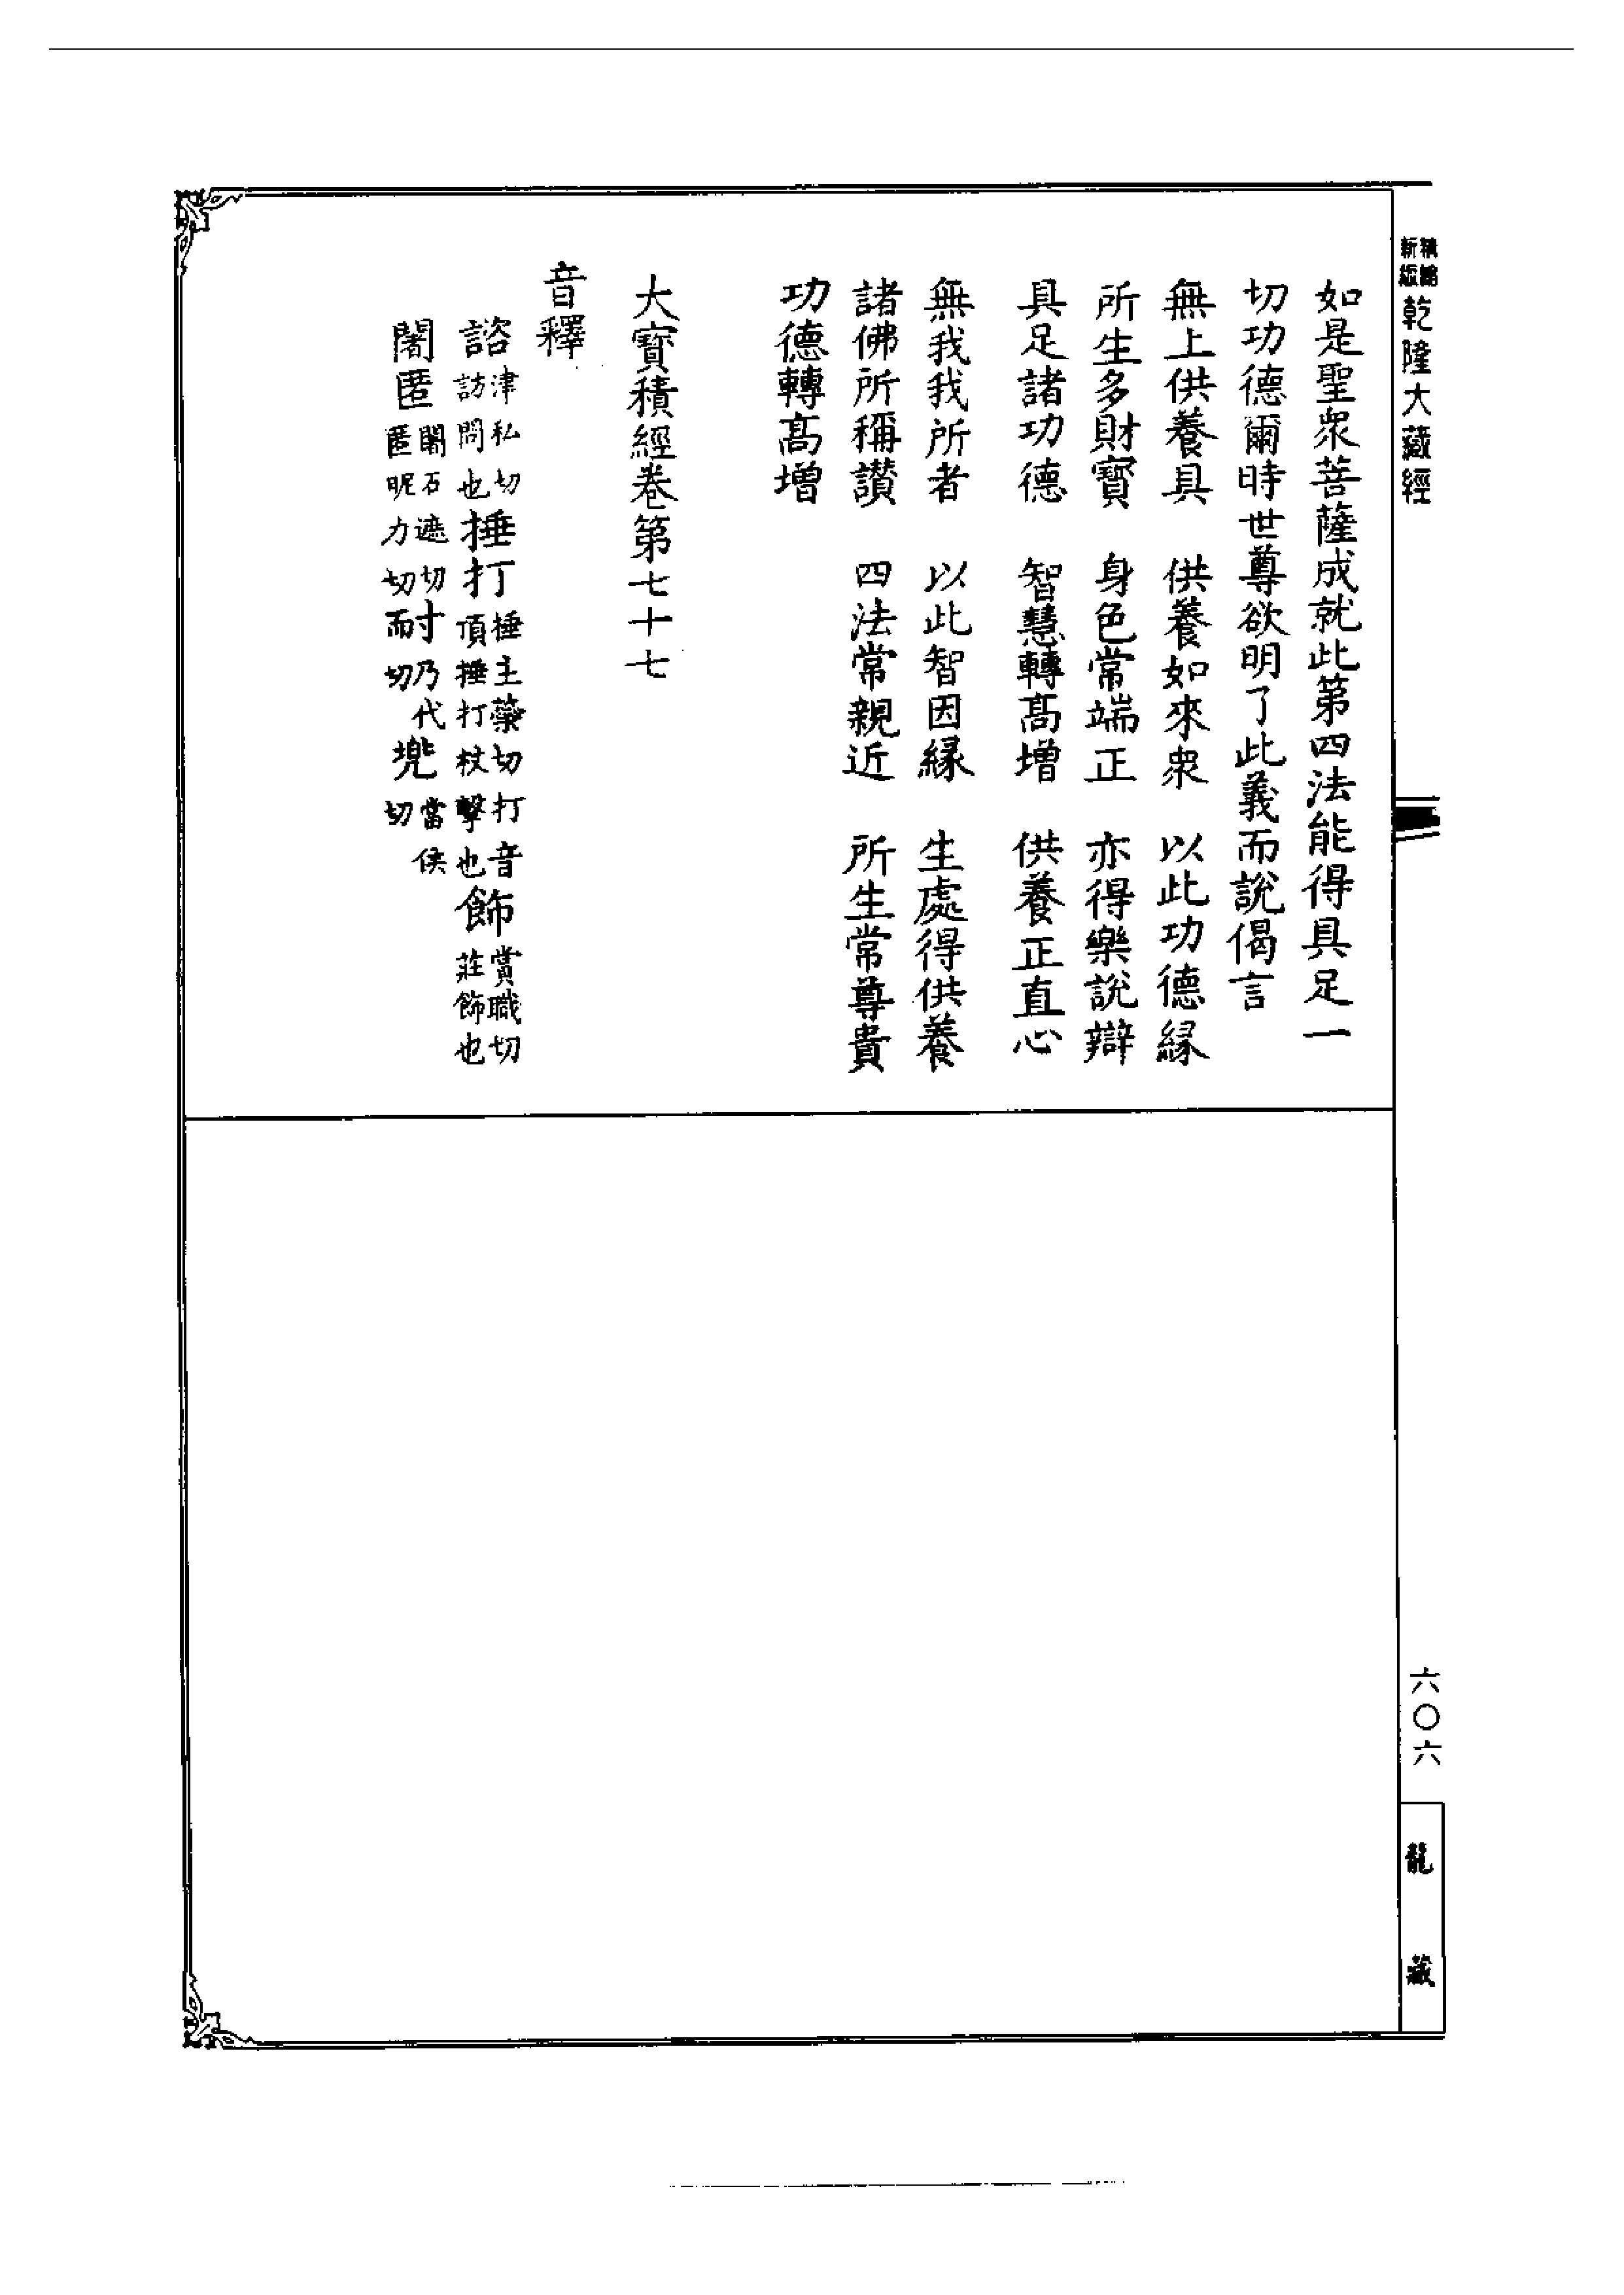 精縮
新版
乾隆大藏經
如是聖衆菩薩成就此第四法能得具足一
切功德爾時世尊欲明了此義而說偈言
無上供養具　供養如來衆　以此功德緣
所生多財寶　身色常端正　亦得樂說辯
具足諸功德　智慧轉高增　供養正直心
無我我所者　以此智因緣　生處得供養
諸佛所稱讃　四法常親近　所生常尊貴
功德轉高增
大寶積經卷第七十七
音釋
諮津私切訪問也捶打捶主蘂切打音頂捶打杖擊也飾賞職切莊飾也
闍匿闍石遮切匿昵力切耐乃代切兠當侯切
六〇六
龍藏